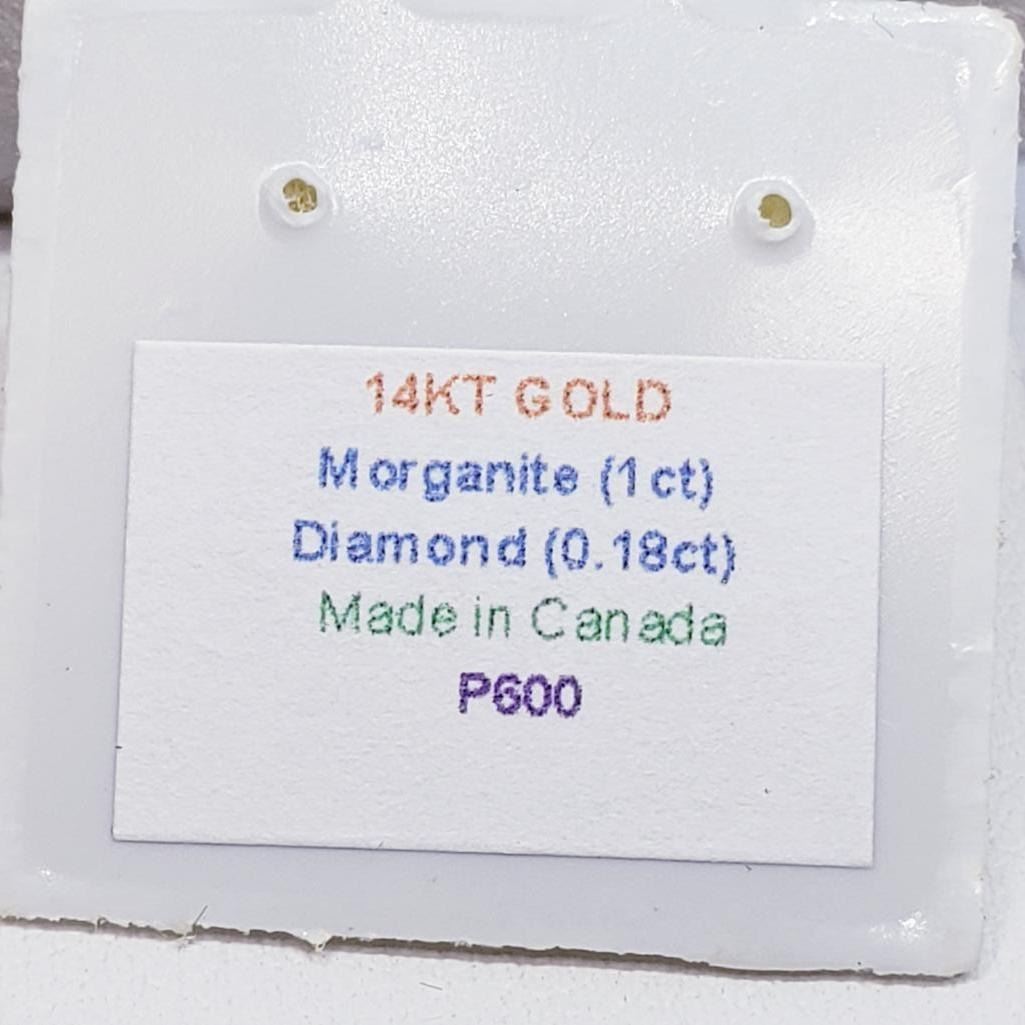 14KT GOLD
Morganite (1ct)
Diamond (0.18ct)
Made in Canada
P600